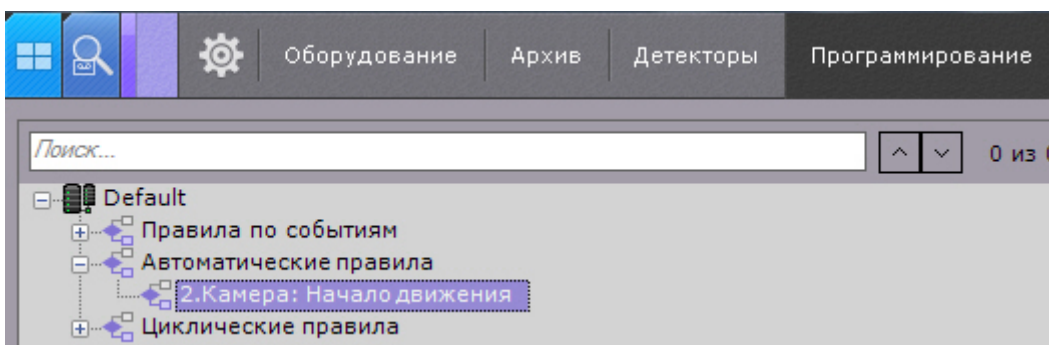 Оборудование Архив Детекторы Программирование
Поиск...
0 из
Default
Правила по событиям
Автоматические правила
2.Камера: Начало движения
Циклические правила